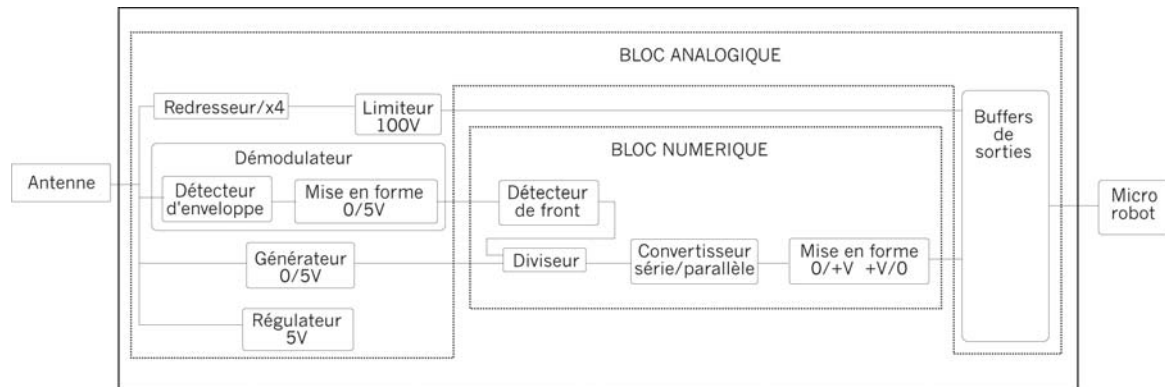 BLOC ANALOGIQUE
Redresseur/x4
Limiteur
100V
Buffers
de
sorties
BLOC NUMERIQUE
Démodulateur
Antenne
Détecteur
d'enveloppe
Mise en forme
0/5V
Détecteur
de front
Micro
robot
Générateur
0/5V
Diviseur
Convertisseur
série/parallèle
Mise en forme
0/+V +V/0
Régulateur
5V